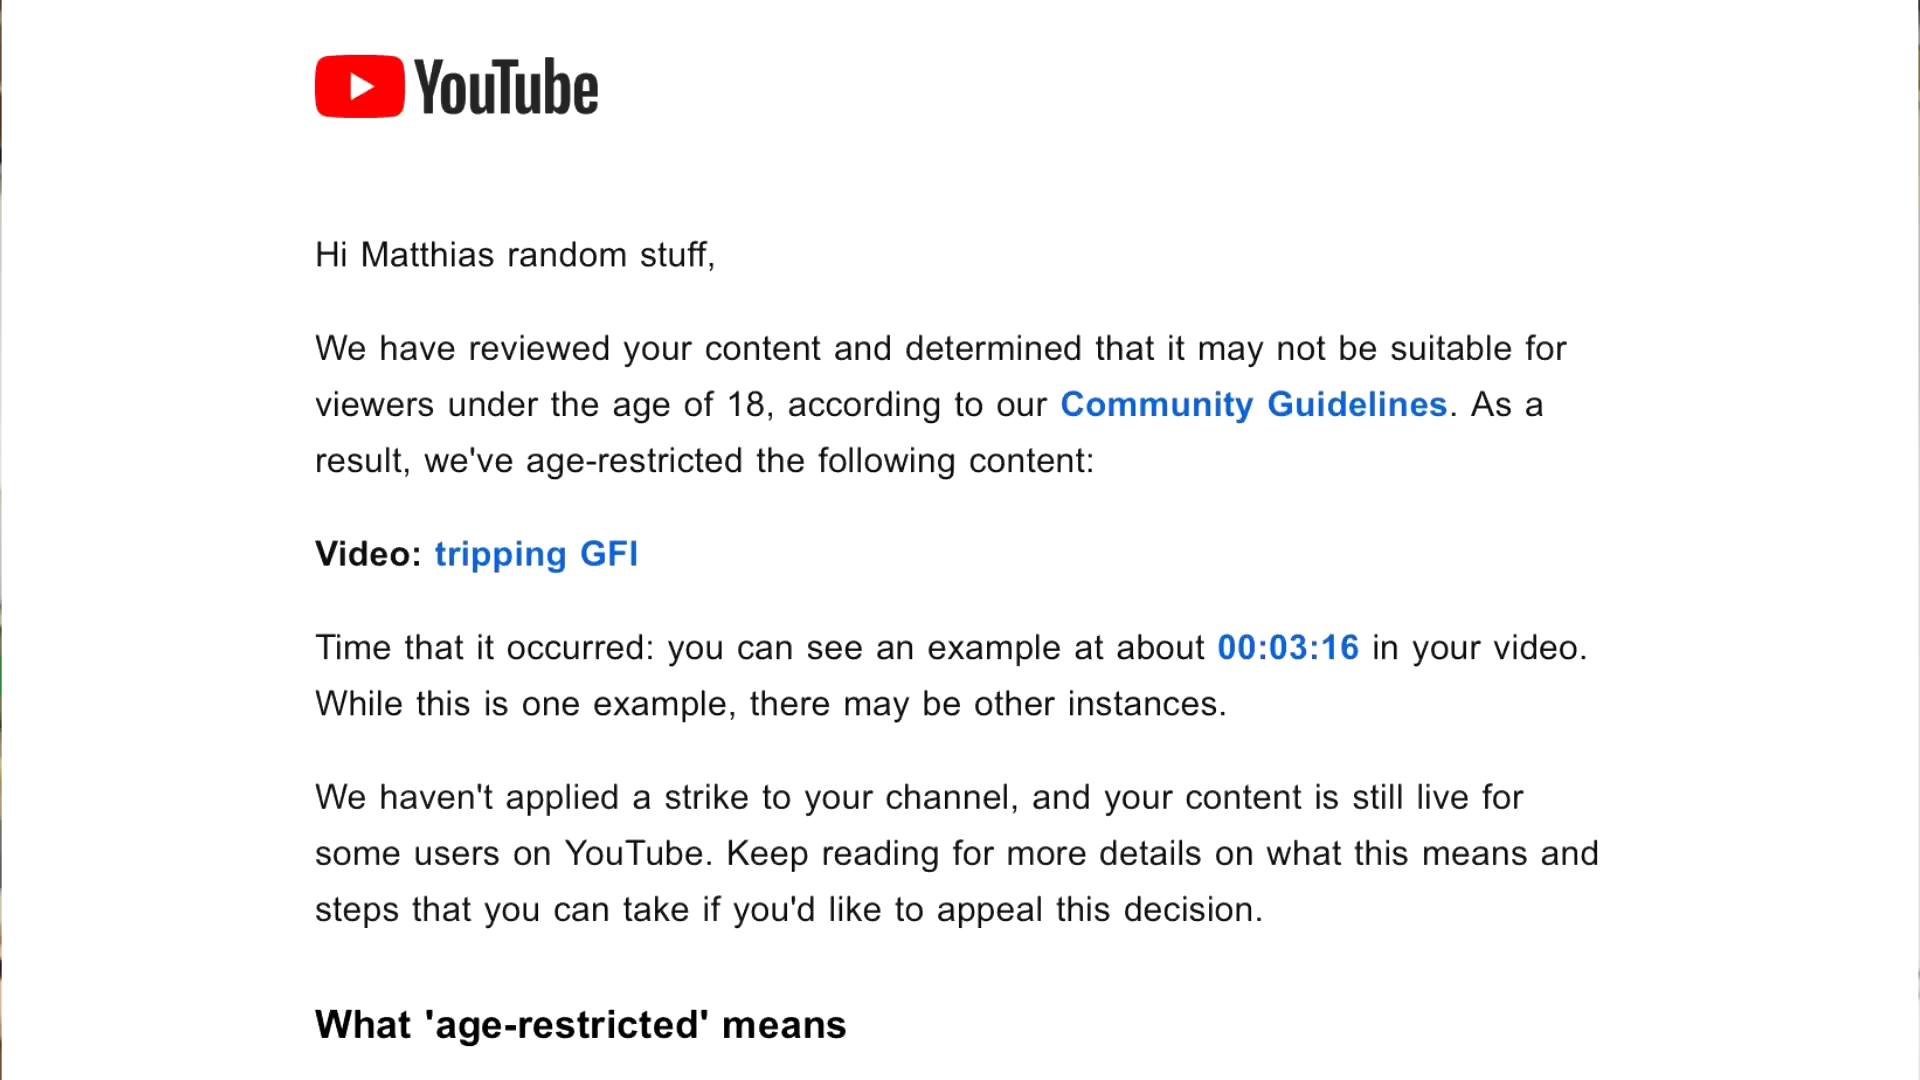 YouTube
Hi Matthias random stuff,
We have reviewed your content and determined that it may not be suitable for
viewers under the age of 18, according to our Community Guidelines. As a
result, we've age-restricted the following content:
Video: tripping GFI
Time that it occurred: you can see an example at about 00:03:16 in your video.
While this is one example, there may be other instances.
We haven't applied a strike to your channel, and your content is still live for
some users on YouTube. Keep reading for more details on what this means and
steps that you can take if you'd like to appeal this decision.
What 'age-restricted' means